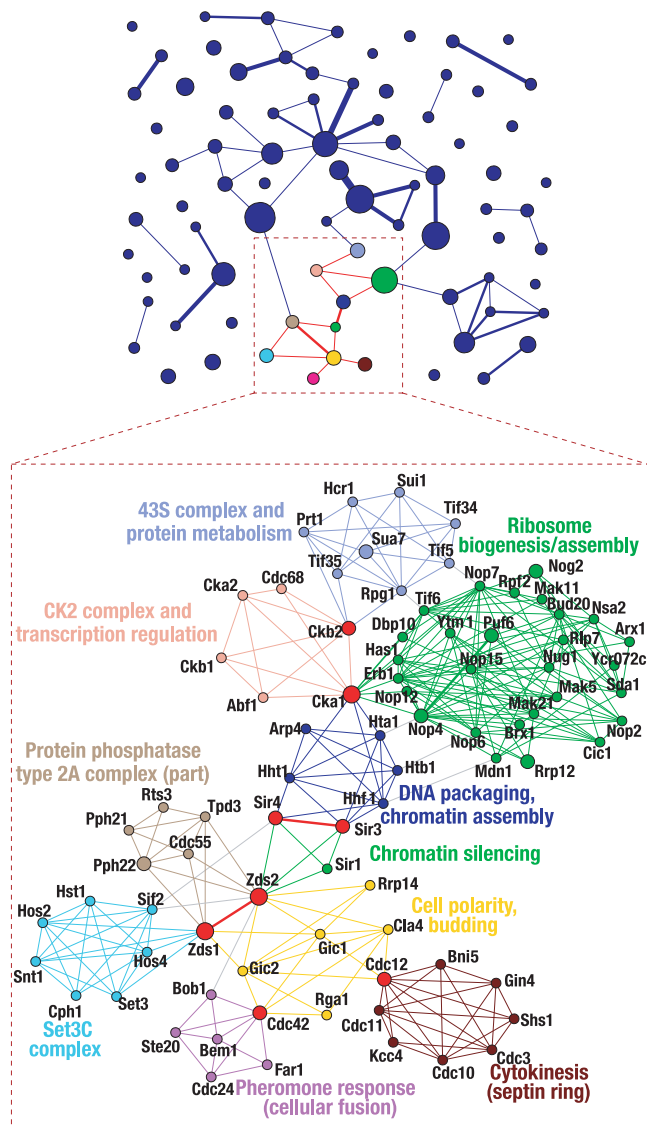 Hcr1
Sui1
43S complex and
protein metabolism
Prt1
Tif34
Sua7
Tif35
Tif5
Rpg1
Ribosome
biogenesis/assembly
Nop7
Rpf2
Nog2
Mak11
Bud20
Nsa2
Tif6
Ytm1
Puf6
Dbp10
Rlp7
Arx1
Has1
Nop15
Nug1
Ycr072c
Erb1
Sda1
Nop12
Mak5
Mak21
Nop4
Nop6
Brx1
Nop2
Cic1
Mdn1
Rrp12
Cka2
Cdc68
CK2 complex and
transcription regulation
Ckb2
Ckb1
Abf1
Cka1
Arp4
Hta1
Hht1
Htb1
Hhf1
DNA packaging,
chromatin assembly
Protein phosphatase
type 2A complex (part)
Rts3
Tpd3
Pph21
Cdc55
Pph22
Sir4
Sir3
Chromatin silencing
Sir1
Zds2
Rrp14
Hst1
Sif2
Hos2
Zds1
Cell polarity,
budding
Cla4
Gic1
Snt1
Hos4
Gic2
Cph1
Set3
Set3C
complex
Rga1
Cdc12
Bni5
Gin4
Cdc11
Shs1
Kcc4
Cdc10
Cdc3
Cytokinesis
(septin ring)
Bob1
Cdc42
Ste20
Bem1
Far1
Cdc24
Pheromone response
(cellular fusion)